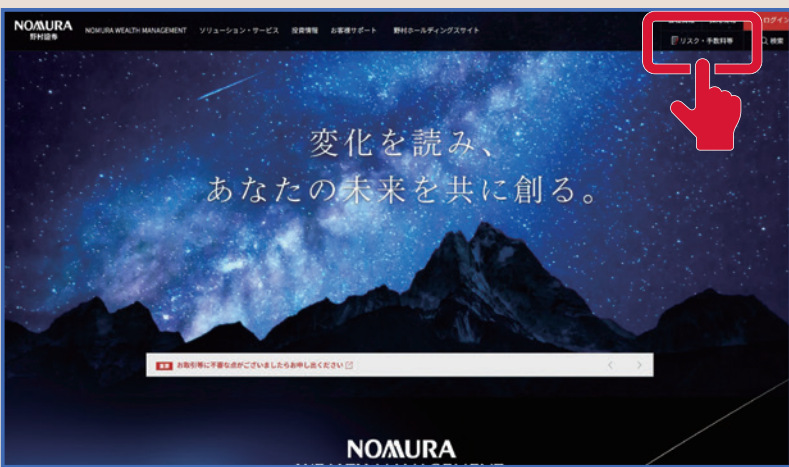 NOMURA
野村證券
NOMURA WEALTH MANAGEMENT ソリューション・サービス 投資情報 お客様サポート 野村ホールディングスサイト
ログイン
リスク・手数料等 検索
変化を読み、
あなたの未来を共に創る。
重要 お取引等に不審な点がございましたらお申し出ください
NOMURA